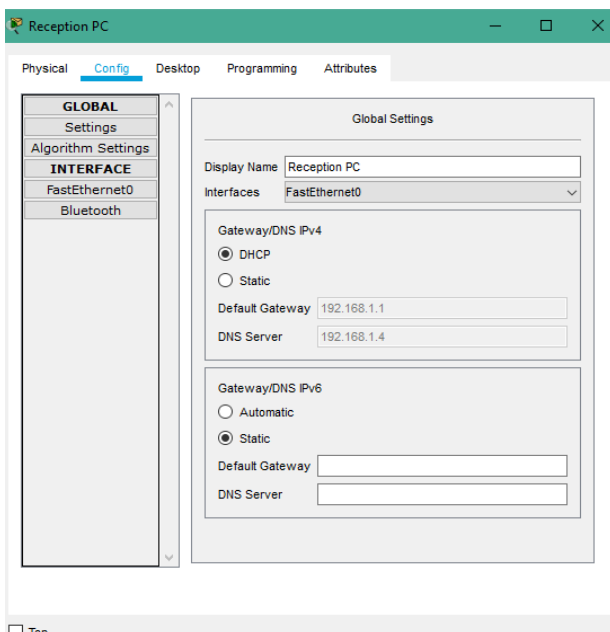 Reception PC
Physical Config Desktop Programming Attributes
GLOBAL
Settings
Algorithm Settings
INTERFACE
FastEthernet0
Bluetooth
Global Settings
Display Name Reception PC
Interfaces FastEthernet0
Gateway/DNS IPv4
DHCP
Static
Default Gateway 192.168.1.1
DNS Server 192.168.1.4
Gateway/DNS IPv6
Automatic
Static
Default Gateway
DNS Server
Top